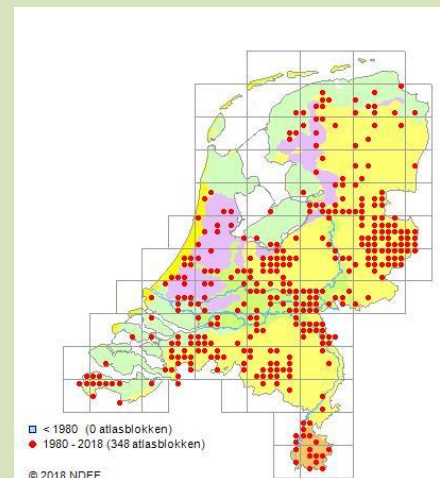 < 1980 (0 atlasblokken)
1980 - 2018 (348 atlasblokken)
© 2018 NDFF